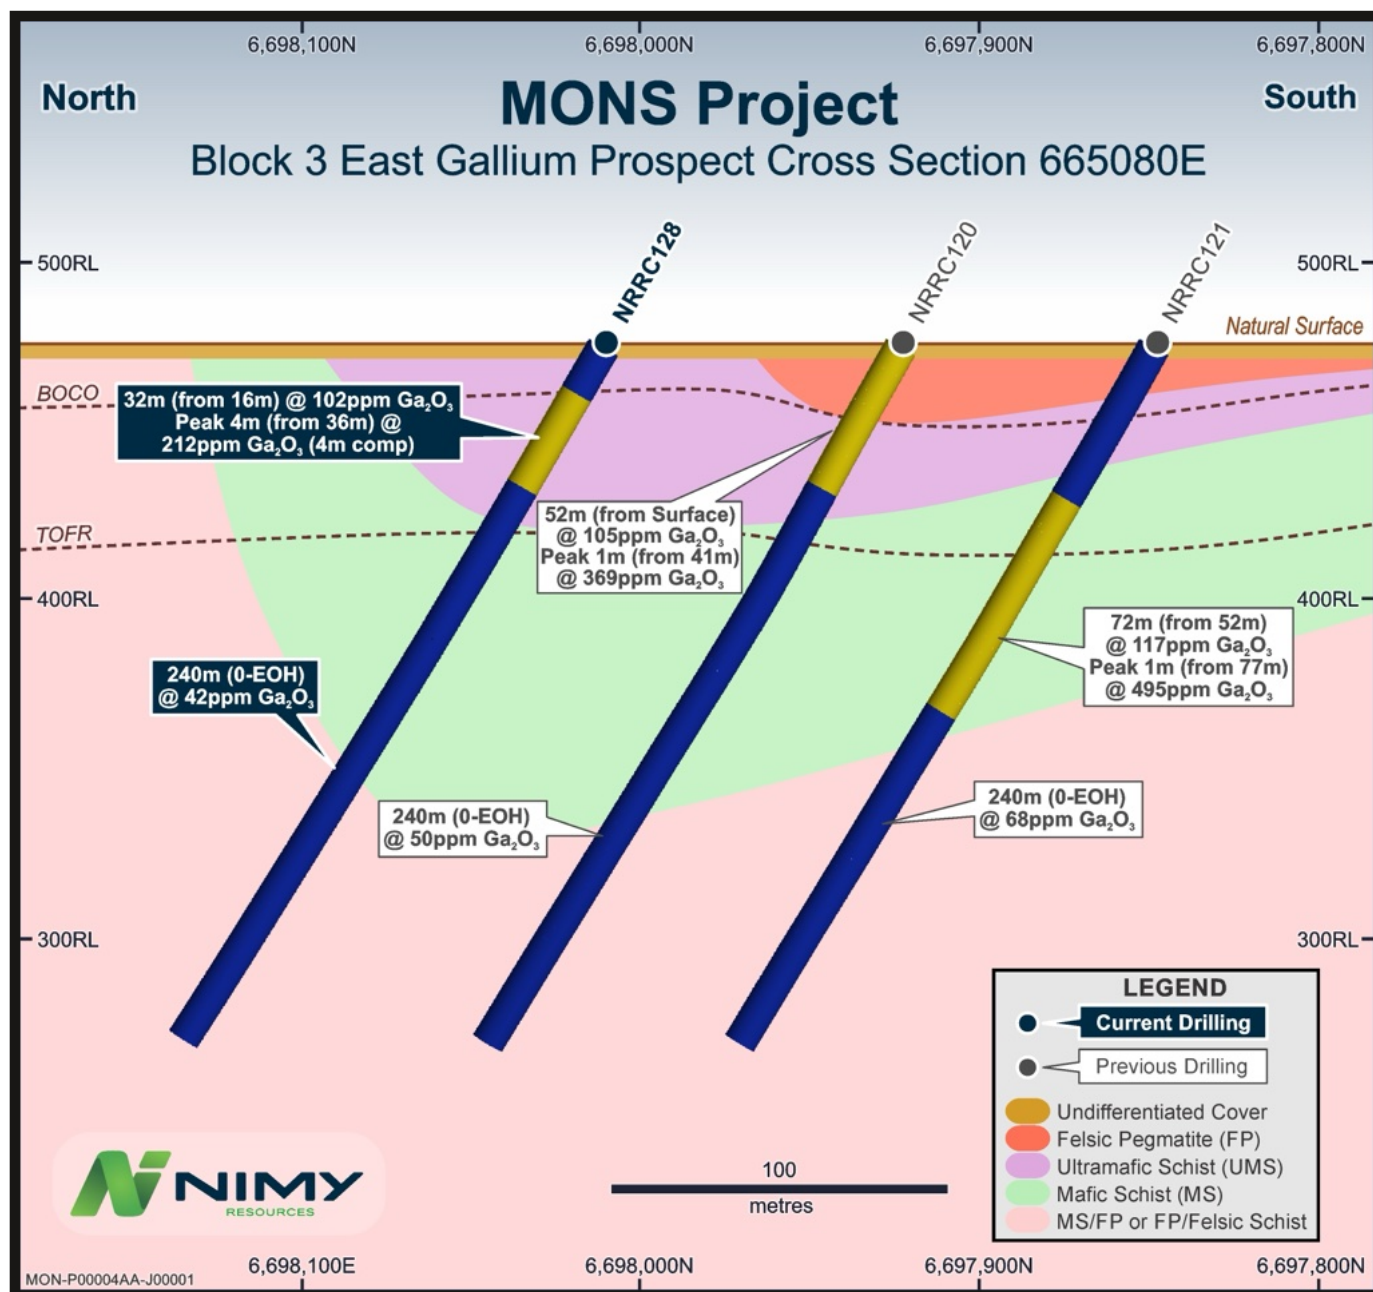 6,698,100N
6,698,000N
6,697,900N
6,697,800N
North
MONS Project
South
Block 3 East Gallium Prospect Cross Section 665080E
NRRC128
NRRC120
NRRC121
500RL
500RL
Natural Surface
BOCO
32m (from 16m) @ 102ppm Ga₂O₃
Peak 4m (from 36m) @
212ppm Ga₂O₃ (4m comp)
52m (from Surface)
@ 105ppm Ga₂O₃
Peak 1m (from 41m)
@ 369ppm Ga₂O₃
TOFR
400RL
400RL
72m (from 52m)
@ 117ppm Ga₂O₃
Peak 1m (from 77m)
@ 495ppm Ga₂O₃
240m (0-EOH)
@ 42ppm Ga₂O₃
240m (0-EOH)
@ 50ppm Ga₂O₃
240m (0-EOH)
@ 68ppm Ga₂O₃
300RL
300RL
LEGEND
Current Drilling
Previous Drilling
Undifferentiated Cover
Felsic Pegmatite (FP)
Ultramafic Schist (UMS)
Mafic Schist (MS)
MS/FP or FP/Felsic Schist
NIMY
RESOURCES
100
metres
MON-P00004AA-J00001
6,698,100E
6,698,000N
6,697,900N
6,697,800N